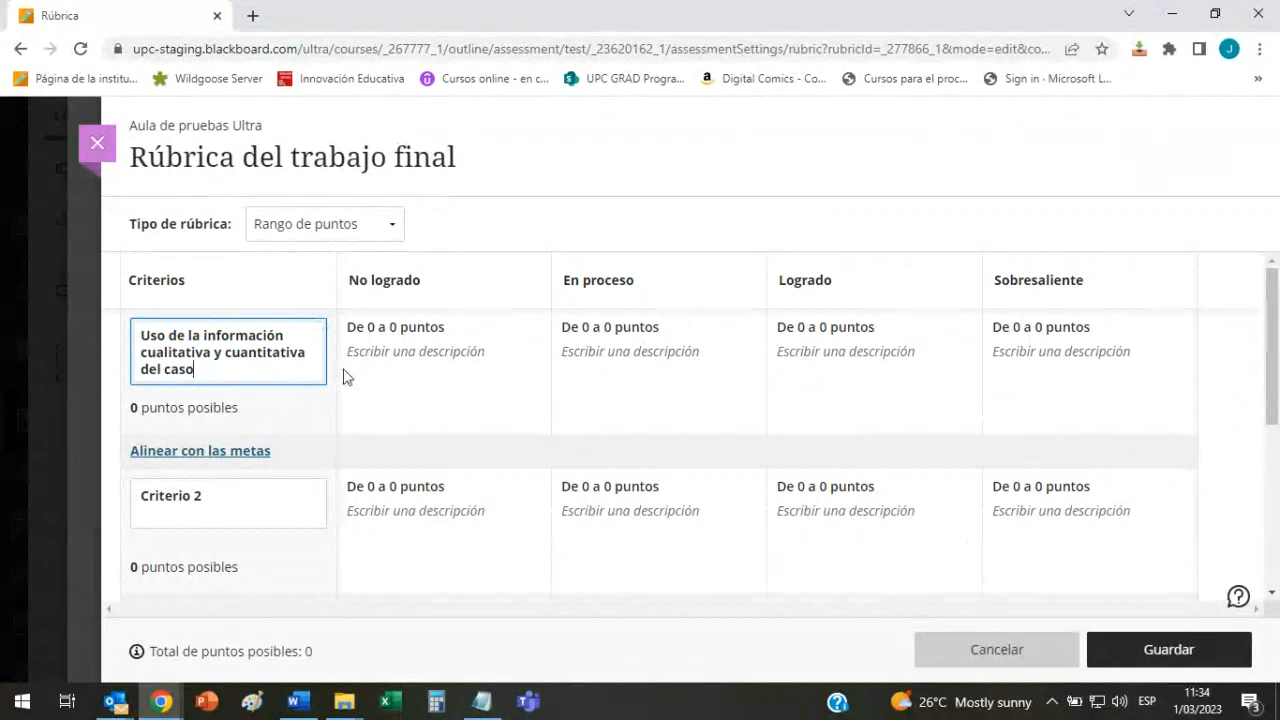 Rúbrica
upc-staging.blackboard.com/ultra/courses/_267777_1/outline/assessment/test/_23620162_1/assessmentSettings/rubric?rubricId=_277866_1&mode=edit&co...
J
Página de la institu...
Wildgoose Server
Innovación Educativa
Cursos online - en c...
UPC GRAD Progra...
Digital Comics - Co...
Cursos para el proc...
Sign in · Microsoft L...
»
Aula de pruebas Ultra
Rúbrica del trabajo final
Tipo de rúbrica:
Rango de puntos
Criterios
No logrado
En proceso
Logrado
Sobresaliente
Uso de la información
cualitativa y cuantitativa
del caso
De 0 a 0 puntos
De 0 a 0 puntos
De 0 a 0 puntos
De 0 a 0 puntos
Escribir una descripción
Escribir una descripción
Escribir una descripción
Escribir una descripción
0 puntos posibles
Alinear con las metas
Criterio 2
De 0 a 0 puntos
De 0 a 0 puntos
De 0 a 0 puntos
De 0 a 0 puntos
Escribir una descripción
Escribir una descripción
Escribir una descripción
Escribir una descripción
0 puntos posibles
Total de puntos posibles: 0
Cancelar
Guardar
26°C Mostly sunny
ESP
11:34
1/03/2023
3